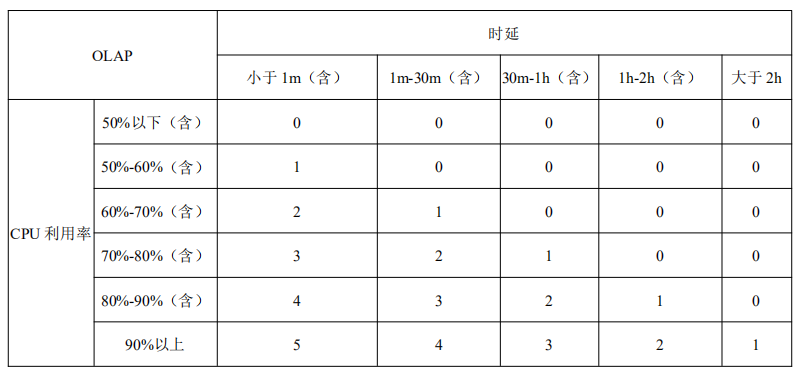 OLAP
时延
小于 1m（含） 1m-30m（含） 30m-1h（含） 1h-2h（含） 大于 2h
CPU 利用率
50%以下（含） 0 0 0 0 0
50%-60%（含） 1 0 0 0 0
60%-70%（含） 2 1 0 0 0
70%-80%（含） 3 2 1 0 0
80%-90%（含） 4 3 2 1 0
90%以上 5 4 3 2 1